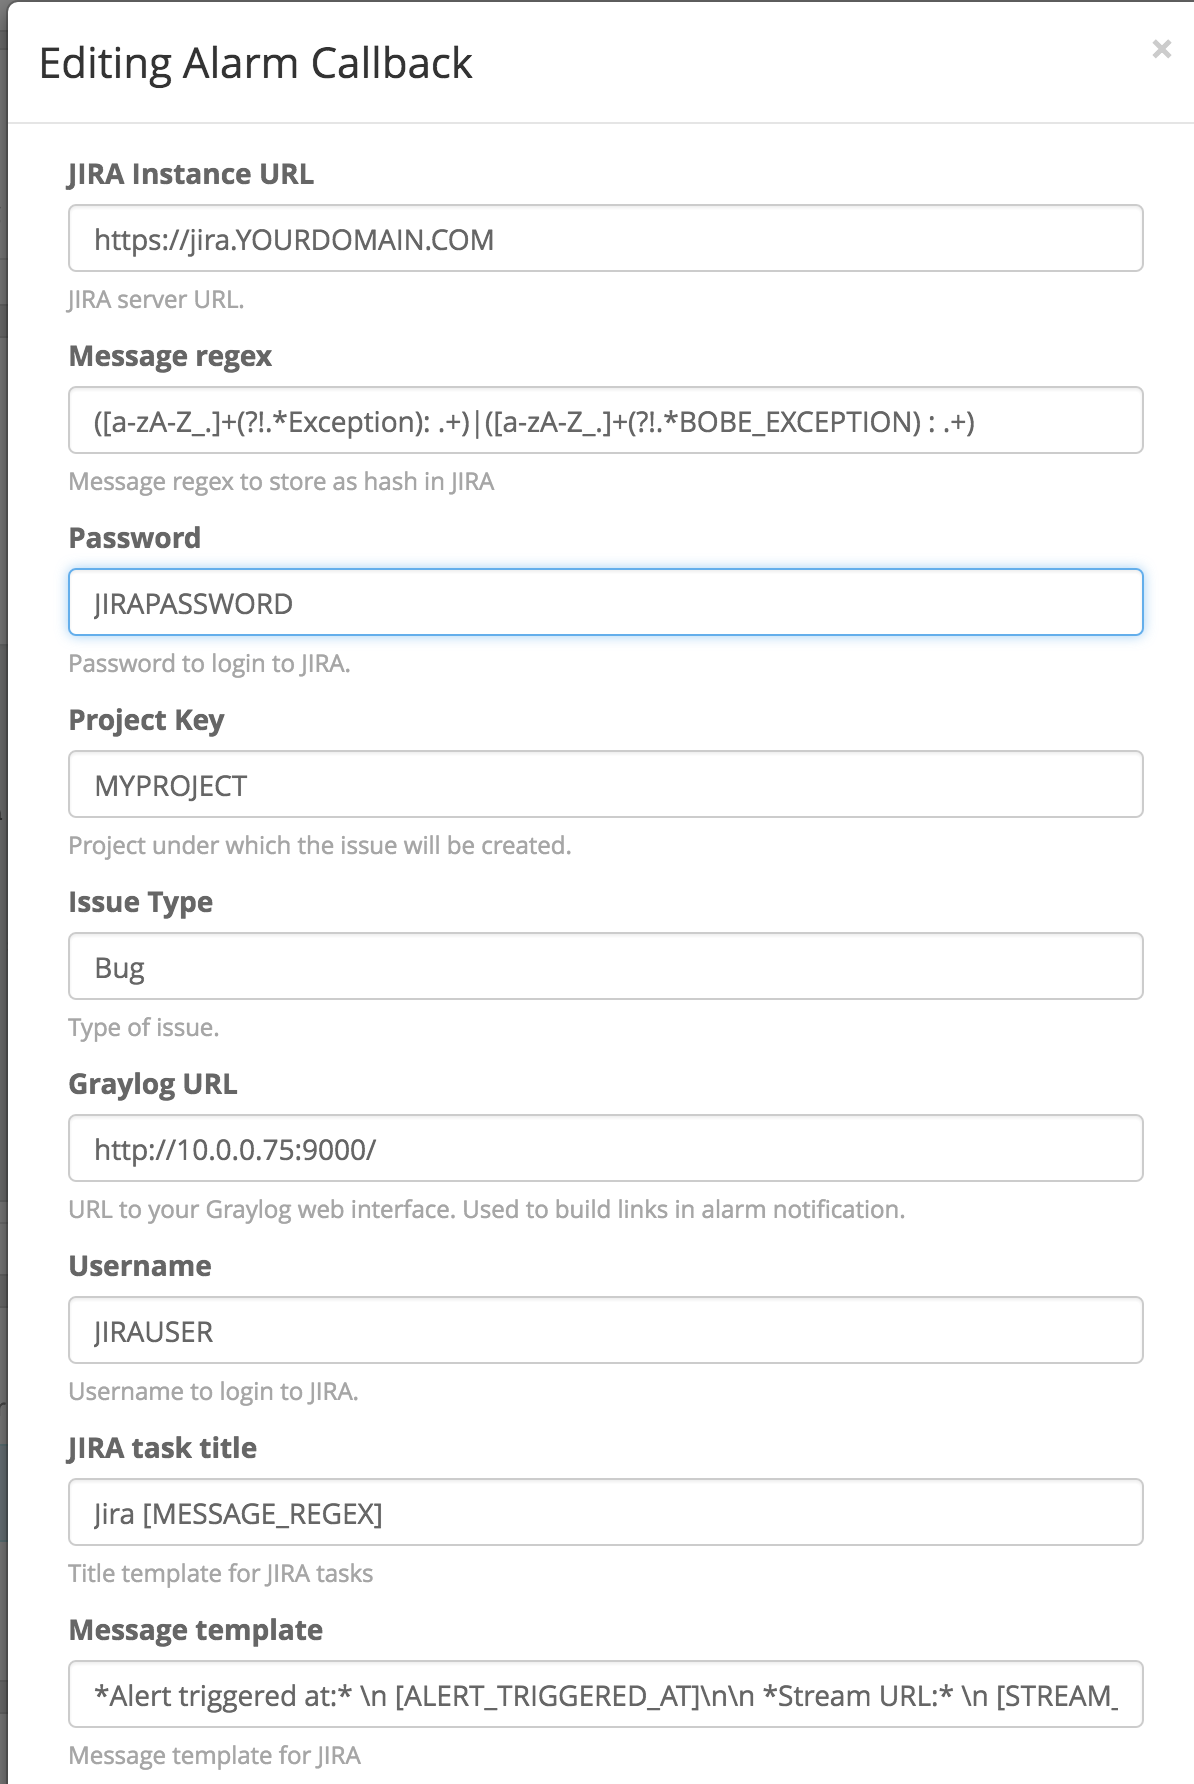 Editing Alarm Callback
×
JIRA Instance URL
https://jira.YOURDOMAIN.COM
JIRA server URL.
Message regex
([a-zA-Z_.]+(?!.*Exception): .+)|([a-zA-Z_.]+(?!.*BOBE_EXCEPTION) : .+)
Message regex to store as hash in JIRA
Password
JIRAPASSWORD
Password to login to JIRA.
Project Key
MYPROJECT
Project under which the issue will be created.
Issue Type
Bug
Type of issue.
Graylog URL
http://10.0.0.75:9000/
URL to your Graylog web interface. Used to build links in alarm notification.
Username
JIRAUSER
Username to login to JIRA.
JIRA task title
Jira [MESSAGE_REGEX]
Title template for JIRA tasks
Message template
*Alert triggered at:* \n [ALERT_TRIGGERED_AT]\n\n *Stream URL:* \n [STREAM_
Message template for JIRA